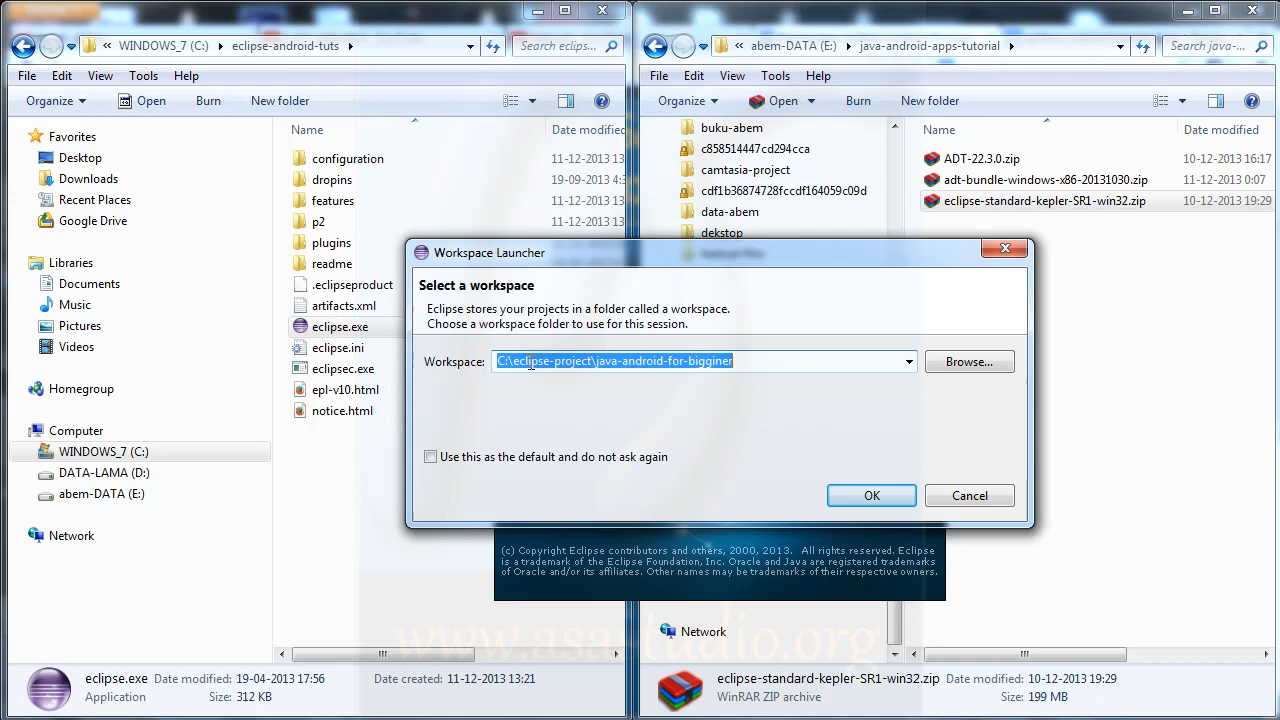 WINDOWS_7 (C:)
eclipse-android-tuts
Search eclips...
File Edit View Tools Help
Organize
Open
Burn
New folder
Favorites
Desktop
Downloads
Recent Places
Google Drive
Libraries
Documents
Music
Pictures
Videos
Homegroup
Computer
WINDOWS_7 (C:)
DATA-LAMA (D:)
abem-DATA (E:)
Network
Name
Date modified
configuration 11-12-2013 13
dropins 19-09-2013 4:3
features 11-12-2013 13
p2 11-12-2013 13
plugins
readme
.eclipseproduct
artifacts.xml
eclipse.exe
eclipse.ini
eclipsec.exe
epl-v10.html
notice.html
eclipse.exe Date modified: 19-04-2013 17:56 Date created: 11-12-2013 13:21
Application Size: 312 KB
abem-DATA (E:)
java-android-apps-tutorial
Search java-...
File Edit View Tools Help
Organize
Open
Burn
New folder
buku-abem
c858514447cd294cca
camtasia-project
cdf1b36874728fccdf164059c09d
data-abem
dekstop
Network
Name
Date modified
ADT-22.3.0.zip 10-12-2013 16:17
adt-bundle-windows-x86-20131030.zip 11-12-2013 0:07
eclipse-standard-kepler-SR1-win32.zip 10-12-2013 19:29
Workspace Launcher
Select a workspace
Eclipse stores your projects in a folder called a workspace.
Choose a workspace folder to use for this session.
Workspace: C:\eclipse-project\java-android-for-bigginer
Browse...
Use this as the default and do not ask again
OK
Cancel
(c) Copyright Eclipse contributors and others, 2000, 2013. All rights reserved. Eclipse
is a trademark of the Eclipse Foundation, Inc. Oracle and Java are registered trademarks
of Oracle and/or its affiliates. Other names may be trademarks of their respective owners.
eclipse-standard-kepler-SR1-win32.zip Date modified: 10-12-2013 19:29
WinRAR ZIP archive Size: 199 MB